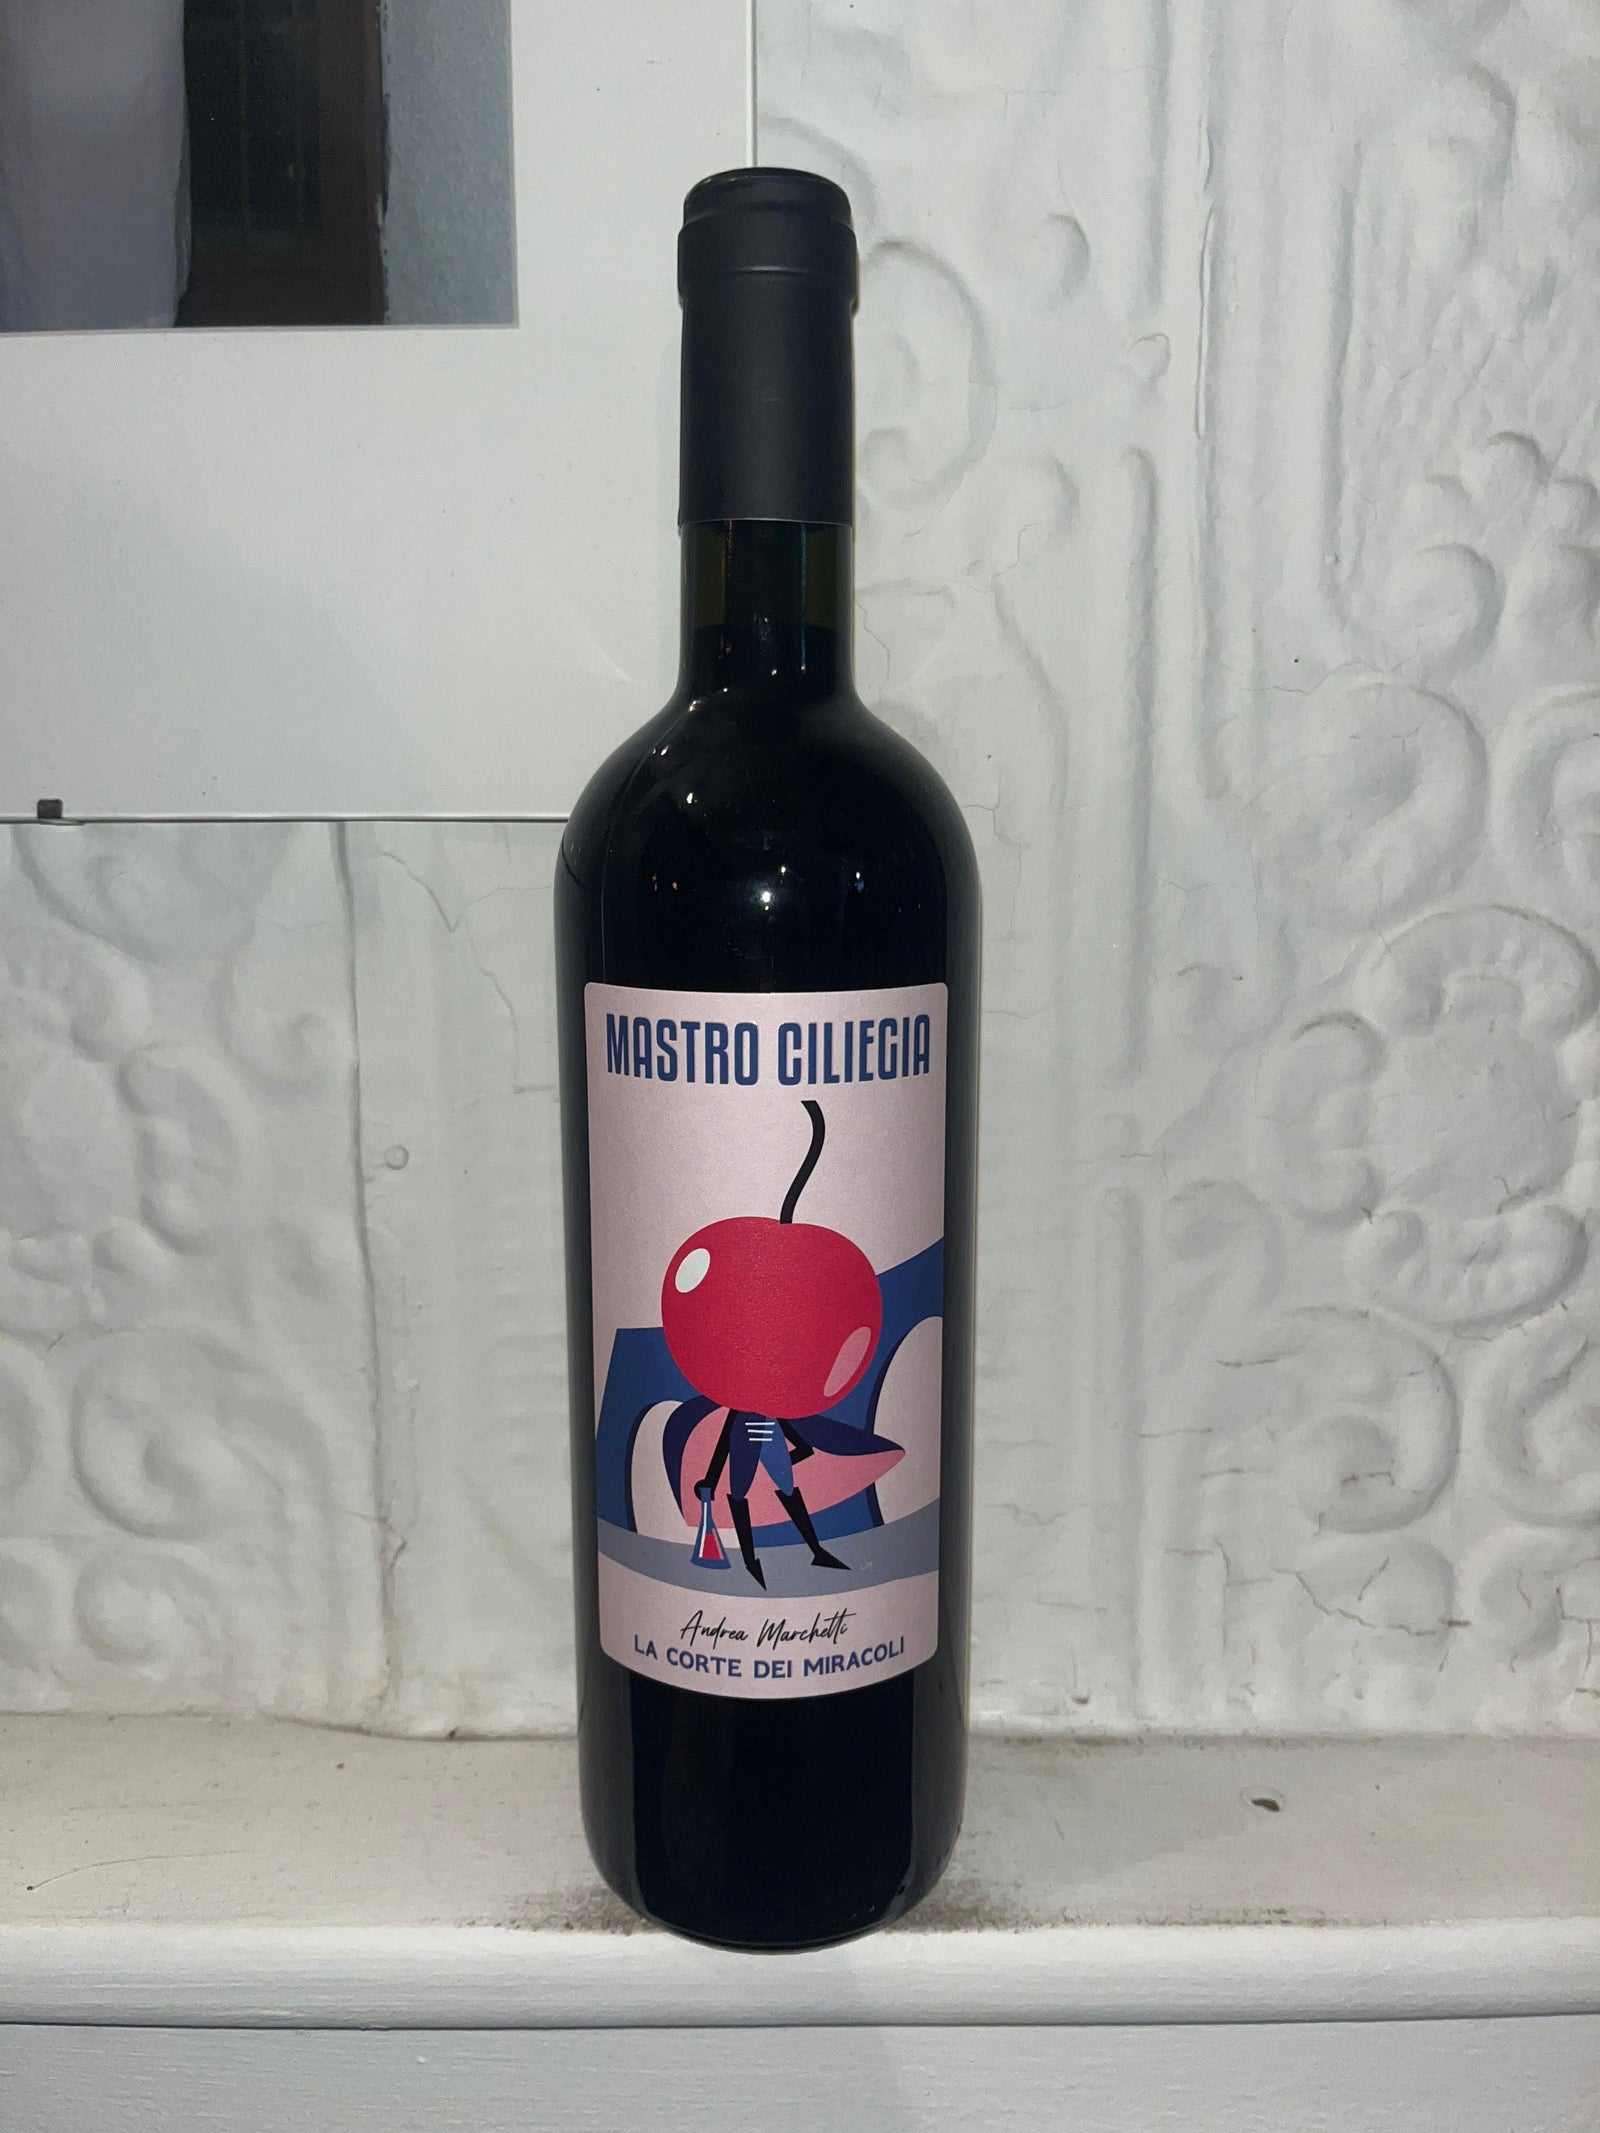 MASTRO CILIEGIA
Andrea Marchetti
LA CORTE DEI MIRACOLI